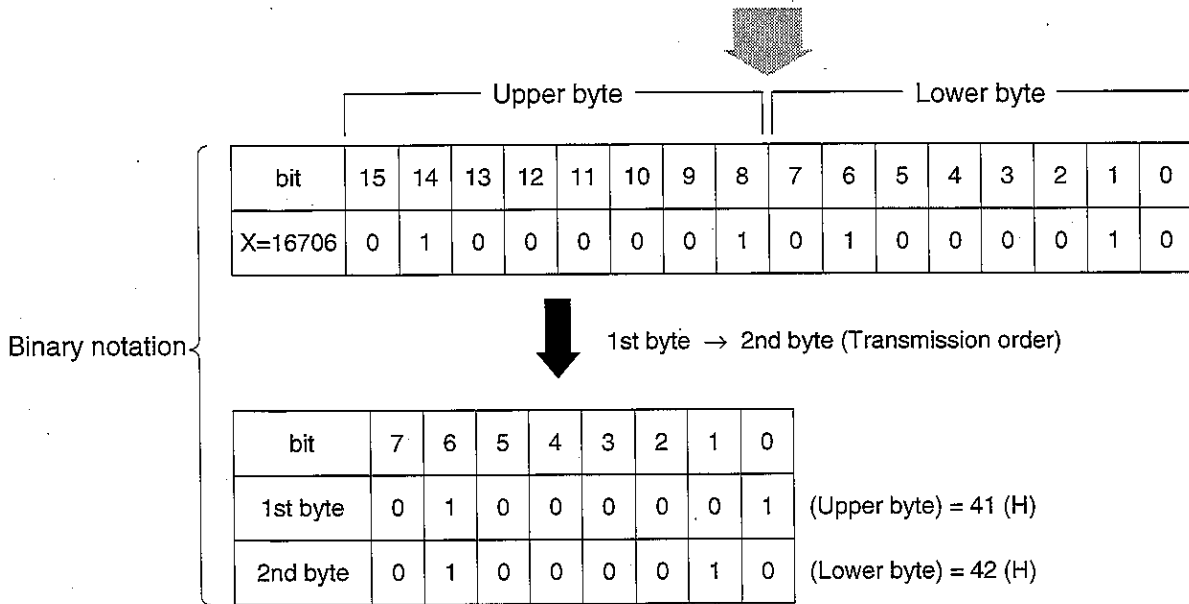 Upper byte Lower byte
bit 15 14 13 12 11 10 9 8 7 6 5 4 3 2 1 0
X=16706 0 1 0 0 0 0 0 1 0 1 0 0 0 0 1 0
Binary notation
1st byte → 2nd byte (Transmission order)
bit 7 6 5 4 3 2 1 0
1st byte 0 1 0 0 0 0 0 1 (Upper byte) = 41 (H)
2nd byte 0 1 0 0 0 0 1 0 (Lower byte) = 42 (H)